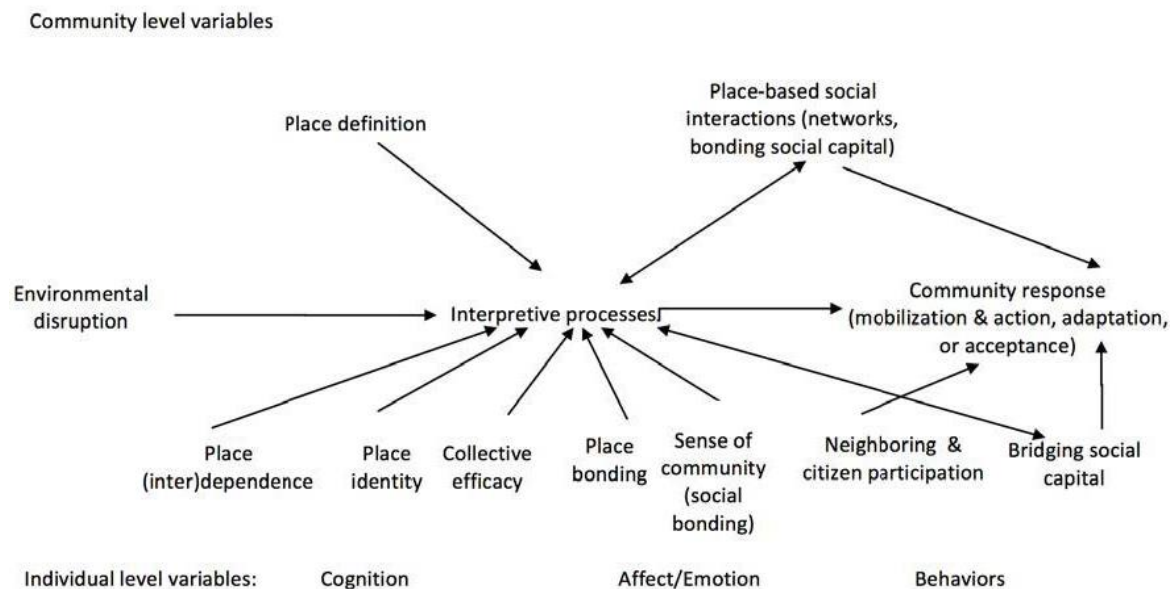 Community level variables
Place-based social
interactions (networks,
bonding social capital)
Place definition
Environmental
disruption
Interpretive processes
Community response
(mobilization & action, adaptation,
or acceptance)
Place
(inter)dependence
Place
identity
Collective
efficacy
Place
bonding
Sense of
community
(social
bonding)
Neighboring & 
citizen participation
Bridging social
capital
Individual level variables:
Cognition
Affect/Emotion
Behaviors